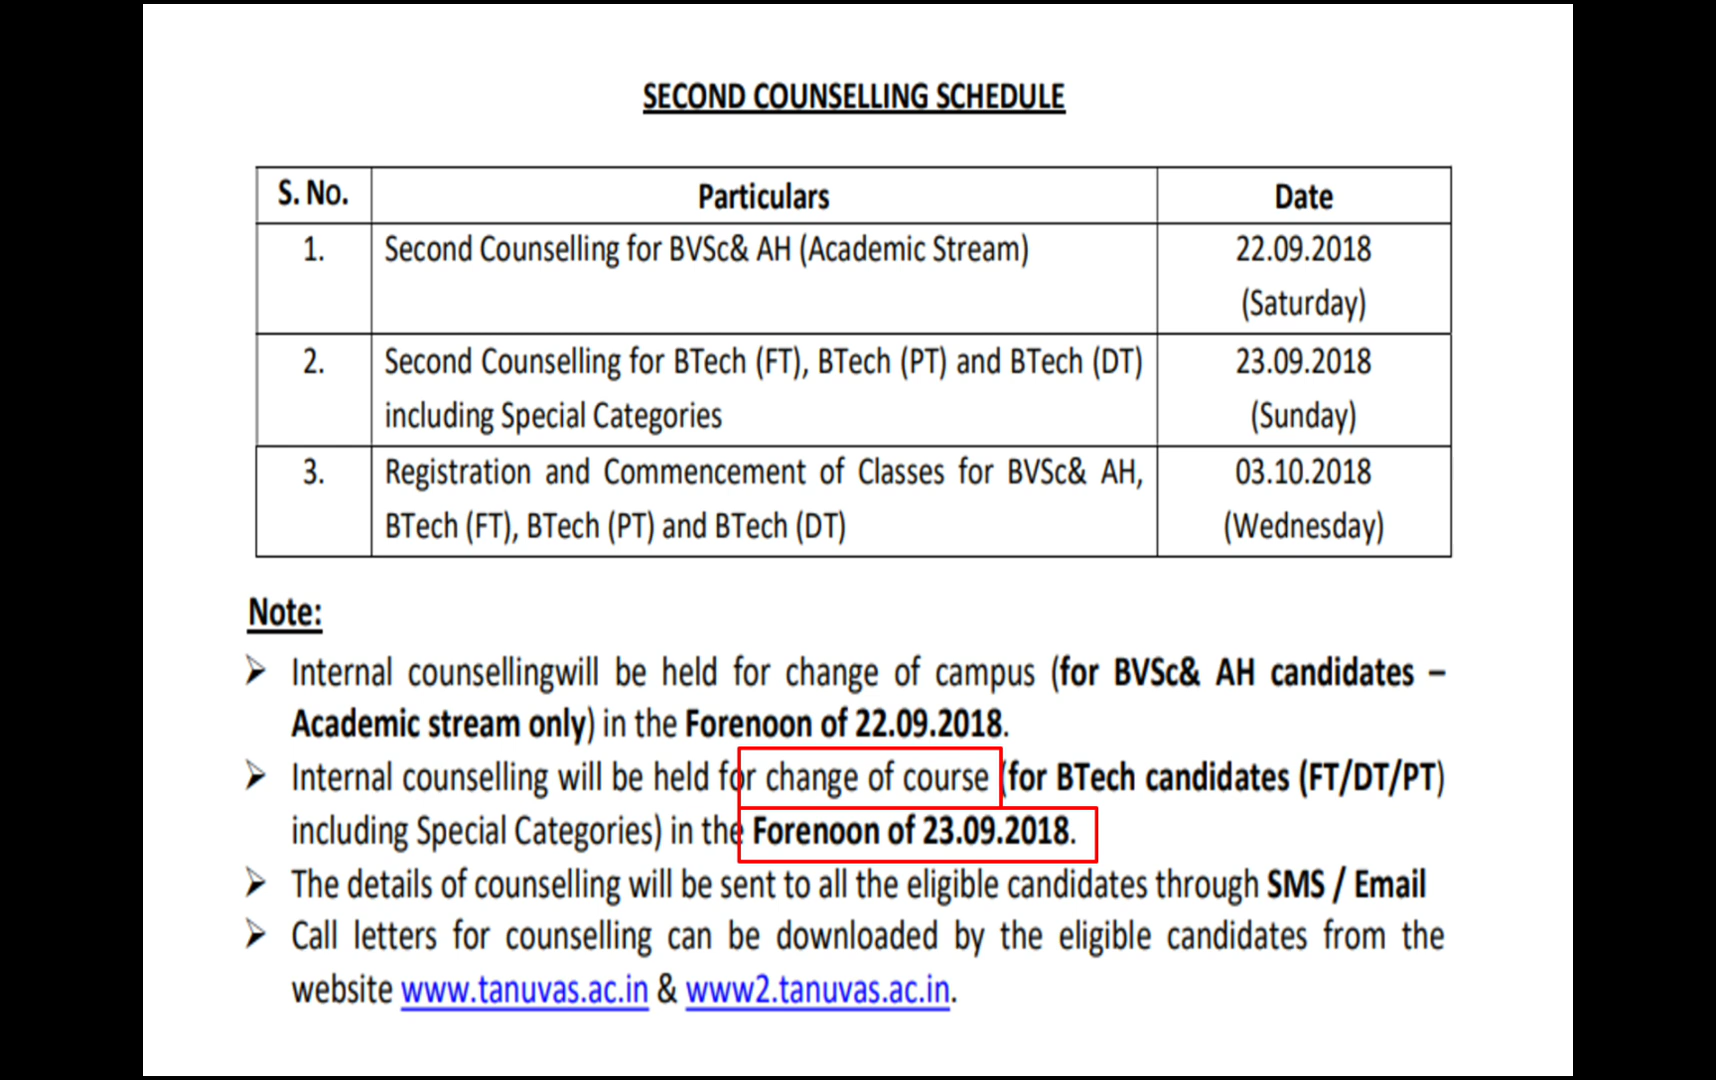 SECOND COUNSELLING SCHEDULE
S. No. Particulars Date
1. Second Counselling for BVSc& AH (Academic Stream) 22.09.2018
(Saturday)
2. Second Counselling for BTech (FT), BTech (PT) and BTech (DT) 23.09.2018
including Special Categories (Sunday)
3. Registration and Commencement of Classes for BVSc& AH, 03.10.2018
BTech (FT), BTech (PT) and BTech (DT) (Wednesday)
Note:
➢ Internal counsellingwill be held for change of campus (for BVSc& AH candidates –
Academic stream only) in the Forenoon of 22.09.2018.
➢ Internal counselling will be held for change of course (for BTech candidates (FT/DT/PT)
including Special Categories) in the Forenoon of 23.09.2018.
➢ The details of counselling will be sent to all the eligible candidates through SMS / Email
➢ Call letters for counselling can be downloaded by the eligible candidates from the
website www.tanuvas.ac.in & www2.tanuvas.ac.in.